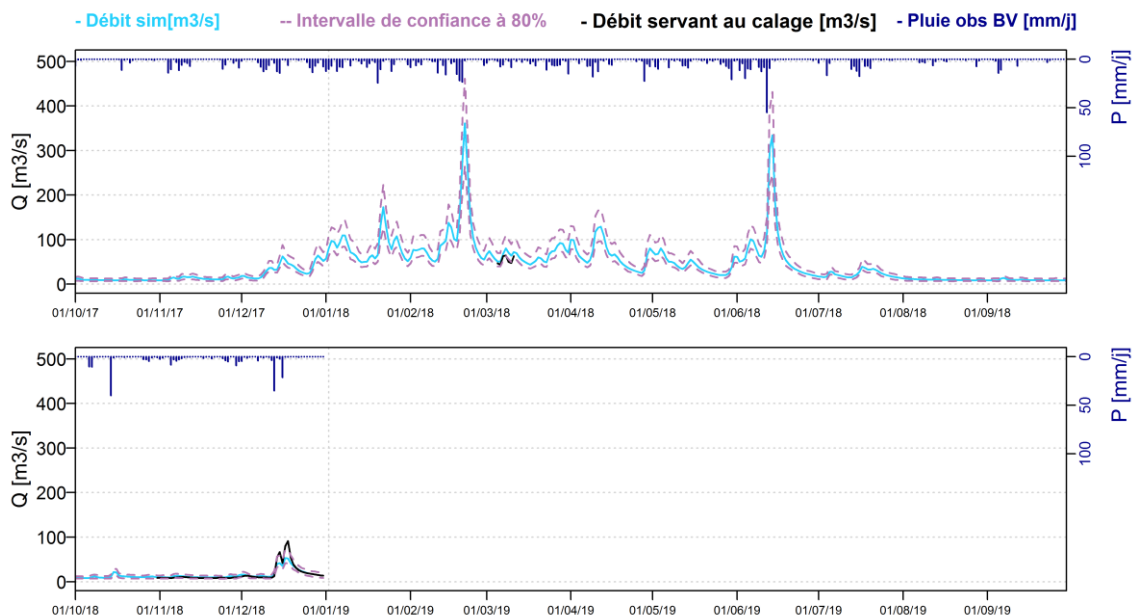 - Débit sim[m3/s] -- Intervalle de confiance à 80% - Débit servant au calage [m3/s] - Pluie obs BV [mm/j]
500
400
300
200
100
0
Q [m3/s]
0
50
100
P [mm/j]
01/10/17 01/11/17 01/12/17 01/01/18 01/02/18 01/03/18 01/04/18 01/05/18 01/06/18 01/07/18 01/08/18 01/09/18
500
400
300
200
100
0
Q [m3/s]
0
50
100
P [mm/j]
01/10/18 01/11/18 01/12/18 01/01/19 01/02/19 01/03/19 01/04/19 01/05/19 01/06/19 01/07/19 01/08/19 01/09/19